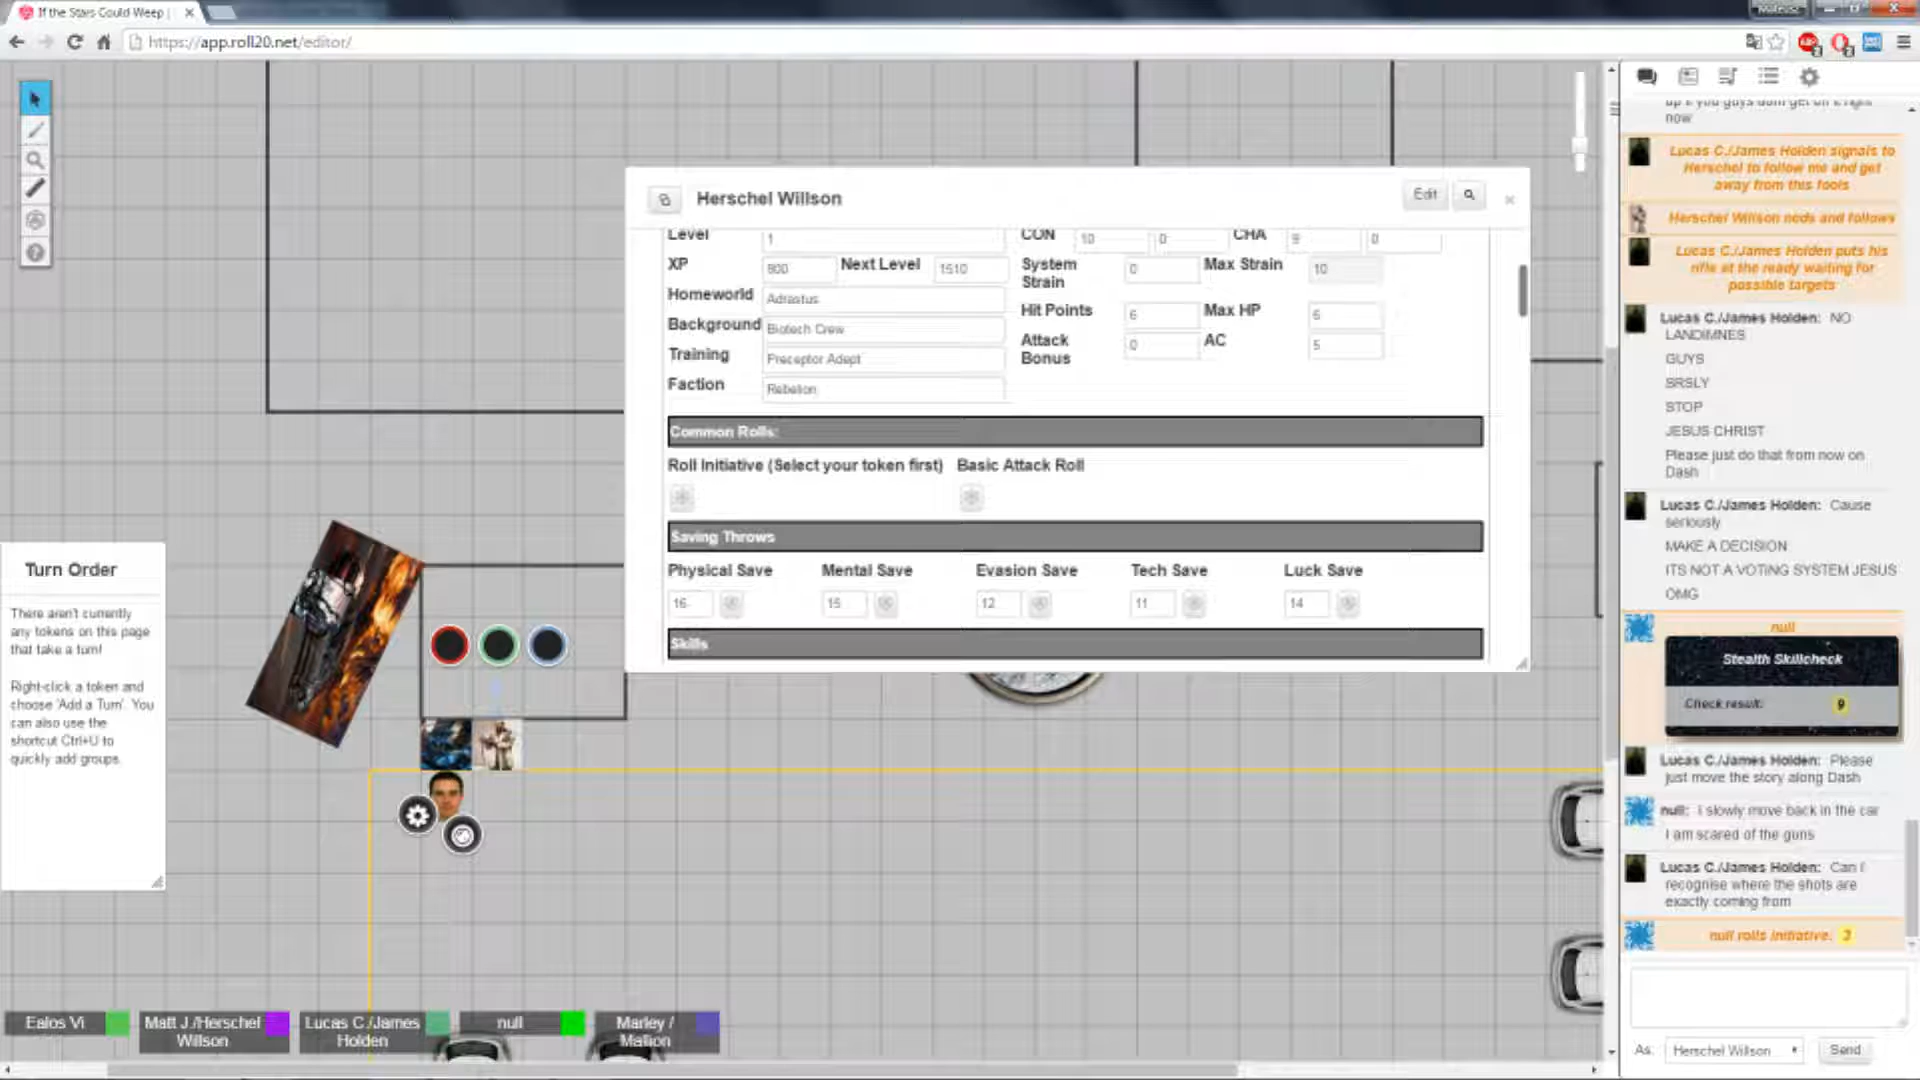 If the Stars Could Weep |
Mateusz
https://app.roll20.net/editor/
Herschel Willson
Edit
Level
1
CON
10
0
CHA
9
0
XP
800
Next Level
1510
System Strain
0
Max Strain
10
Homeworld
Adrastus
Hit Points
6
Max HP
6
Background
Biotech Crew
Attack Bonus
0
AC
5
Training
Preceptor Adept
Faction
Rebelion
Common Rolls:
Roll Initiative (Select your token first)
Basic Attack Roll
Saving Throws
Physical Save
Mental Save
Evasion Save
Tech Save
Luck Save
16
15
12
11
14
Skills
Turn Order
There aren't currently
any tokens on this page
that take a turn!
Right-click a token and
choose 'Add a Turn'. You
can also use the
shortcut Ctrl+U to
quickly add groups.
Ealos Vi
Matt J./Herschel
Willson
Lucas C./James
Holden
null
Marley /
Mallion
now
Lucas C./James Holden signals to
Herschel to follow me and get
away from this fools
Herschel Willson nods and follows
Lucas C./James Holden puts his
rifle at the ready waiting for
possible targets
Lucas C./James Holden: NO
LANDIMNES
GUYS
SRSLY
STOP
JESUS CHRIST
Please just do that from now on
Dash
Lucas C./James Holden: Cause
seriously
MAKE A DECISION
ITS NOT A VOTING SYSTEM JESUS
OMG
null
Stealth Skillcheck
Check result:
9
Lucas C./James Holden: Please
just move the story along Dash
null: I slowly move back in the car
I am scared of the guns
Lucas C./James Holden: Can I
recognise where the shots are
exactly coming from
null rolls initiative. 3
As:
Herschel Willson
Send